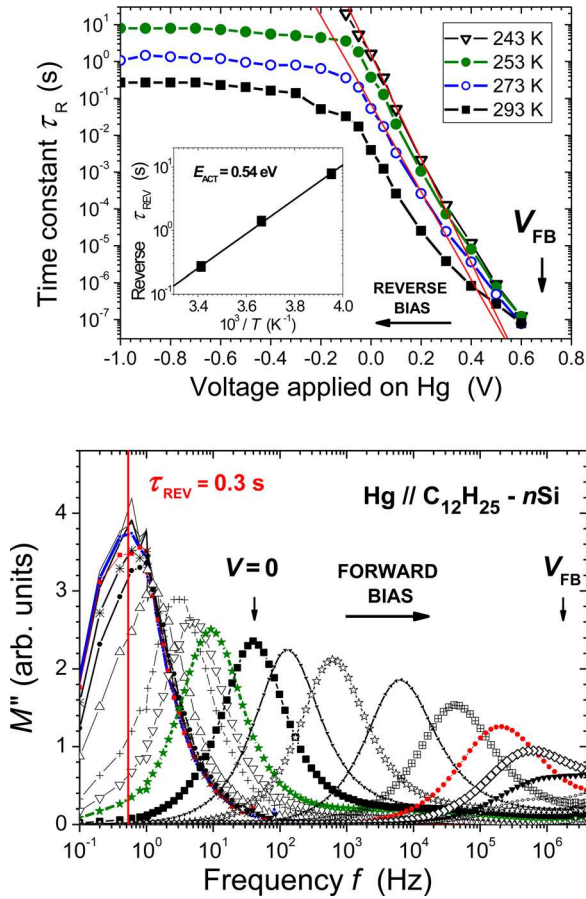 Time constant τR (s)
10²
10¹
10⁰
10⁻¹
10⁻²
10⁻³
10⁻⁴
10⁻⁵
10⁻⁶
10⁻⁷
243 K
253 K
273 K
293 K
EACT = 0.54 eV
Reverse τREV (s)
10¹
10⁰
10⁻¹
3.4 3.6 3.8 4.0
10³ / T (K⁻¹)
REVERSE
BIAS
VFB
-1.0 -0.8 -0.6 -0.4 -0.2 0.0 0.2 0.4 0.6 0.8
Voltage applied on Hg (V)
τREV = 0.3 s
Hg // C12H25 - nSi
V = 0
FORWARD
BIAS
VFB
M" (arb. units)
4
3
2
1
0
10⁻¹ 10⁰ 10¹ 10² 10³ 10⁴ 10⁵ 10⁶
Frequency f (Hz)